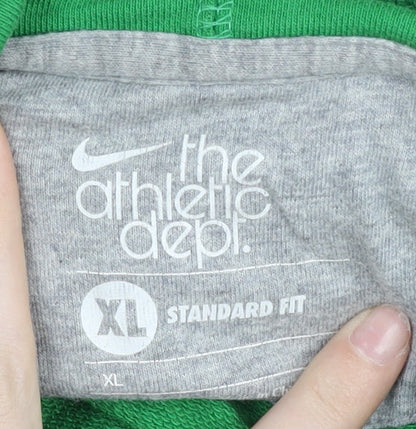 the
athletic
dept.
XL STANDARD FIT
XL